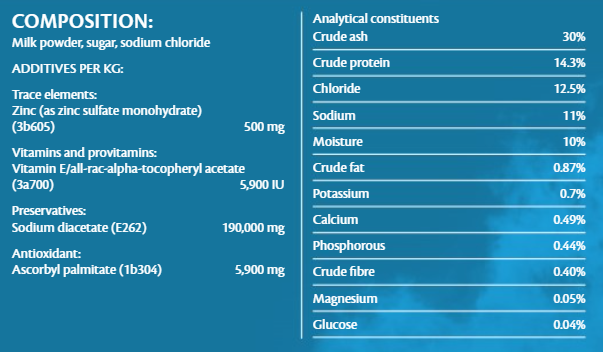 COMPOSITION:
Milk powder, sugar, sodium chloride
ADDITIVES PER KG:
Trace elements:
Zinc (as zinc sulfate monohydrate)
(3b605) 500 mg
Vitamins and provitamins:
Vitamin E/all-rac-alpha-tocopheryl acetate
(3a700) 5,900 IU
Preservatives:
Sodium diacetate (E262) 190,000 mg
Antioxidant:
Ascorbyl palmitate (1b304) 5,900 mg
Analytical constituents
Crude ash 30%
Crude protein 14.3%
Chloride 12.5%
Sodium 11%
Moisture 10%
Crude fat 0.87%
Potassium 0.7%
Calcium 0.49%
Phosphorous 0.44%
Crude fibre 0.40%
Magnesium 0.05%
Glucose 0.04%